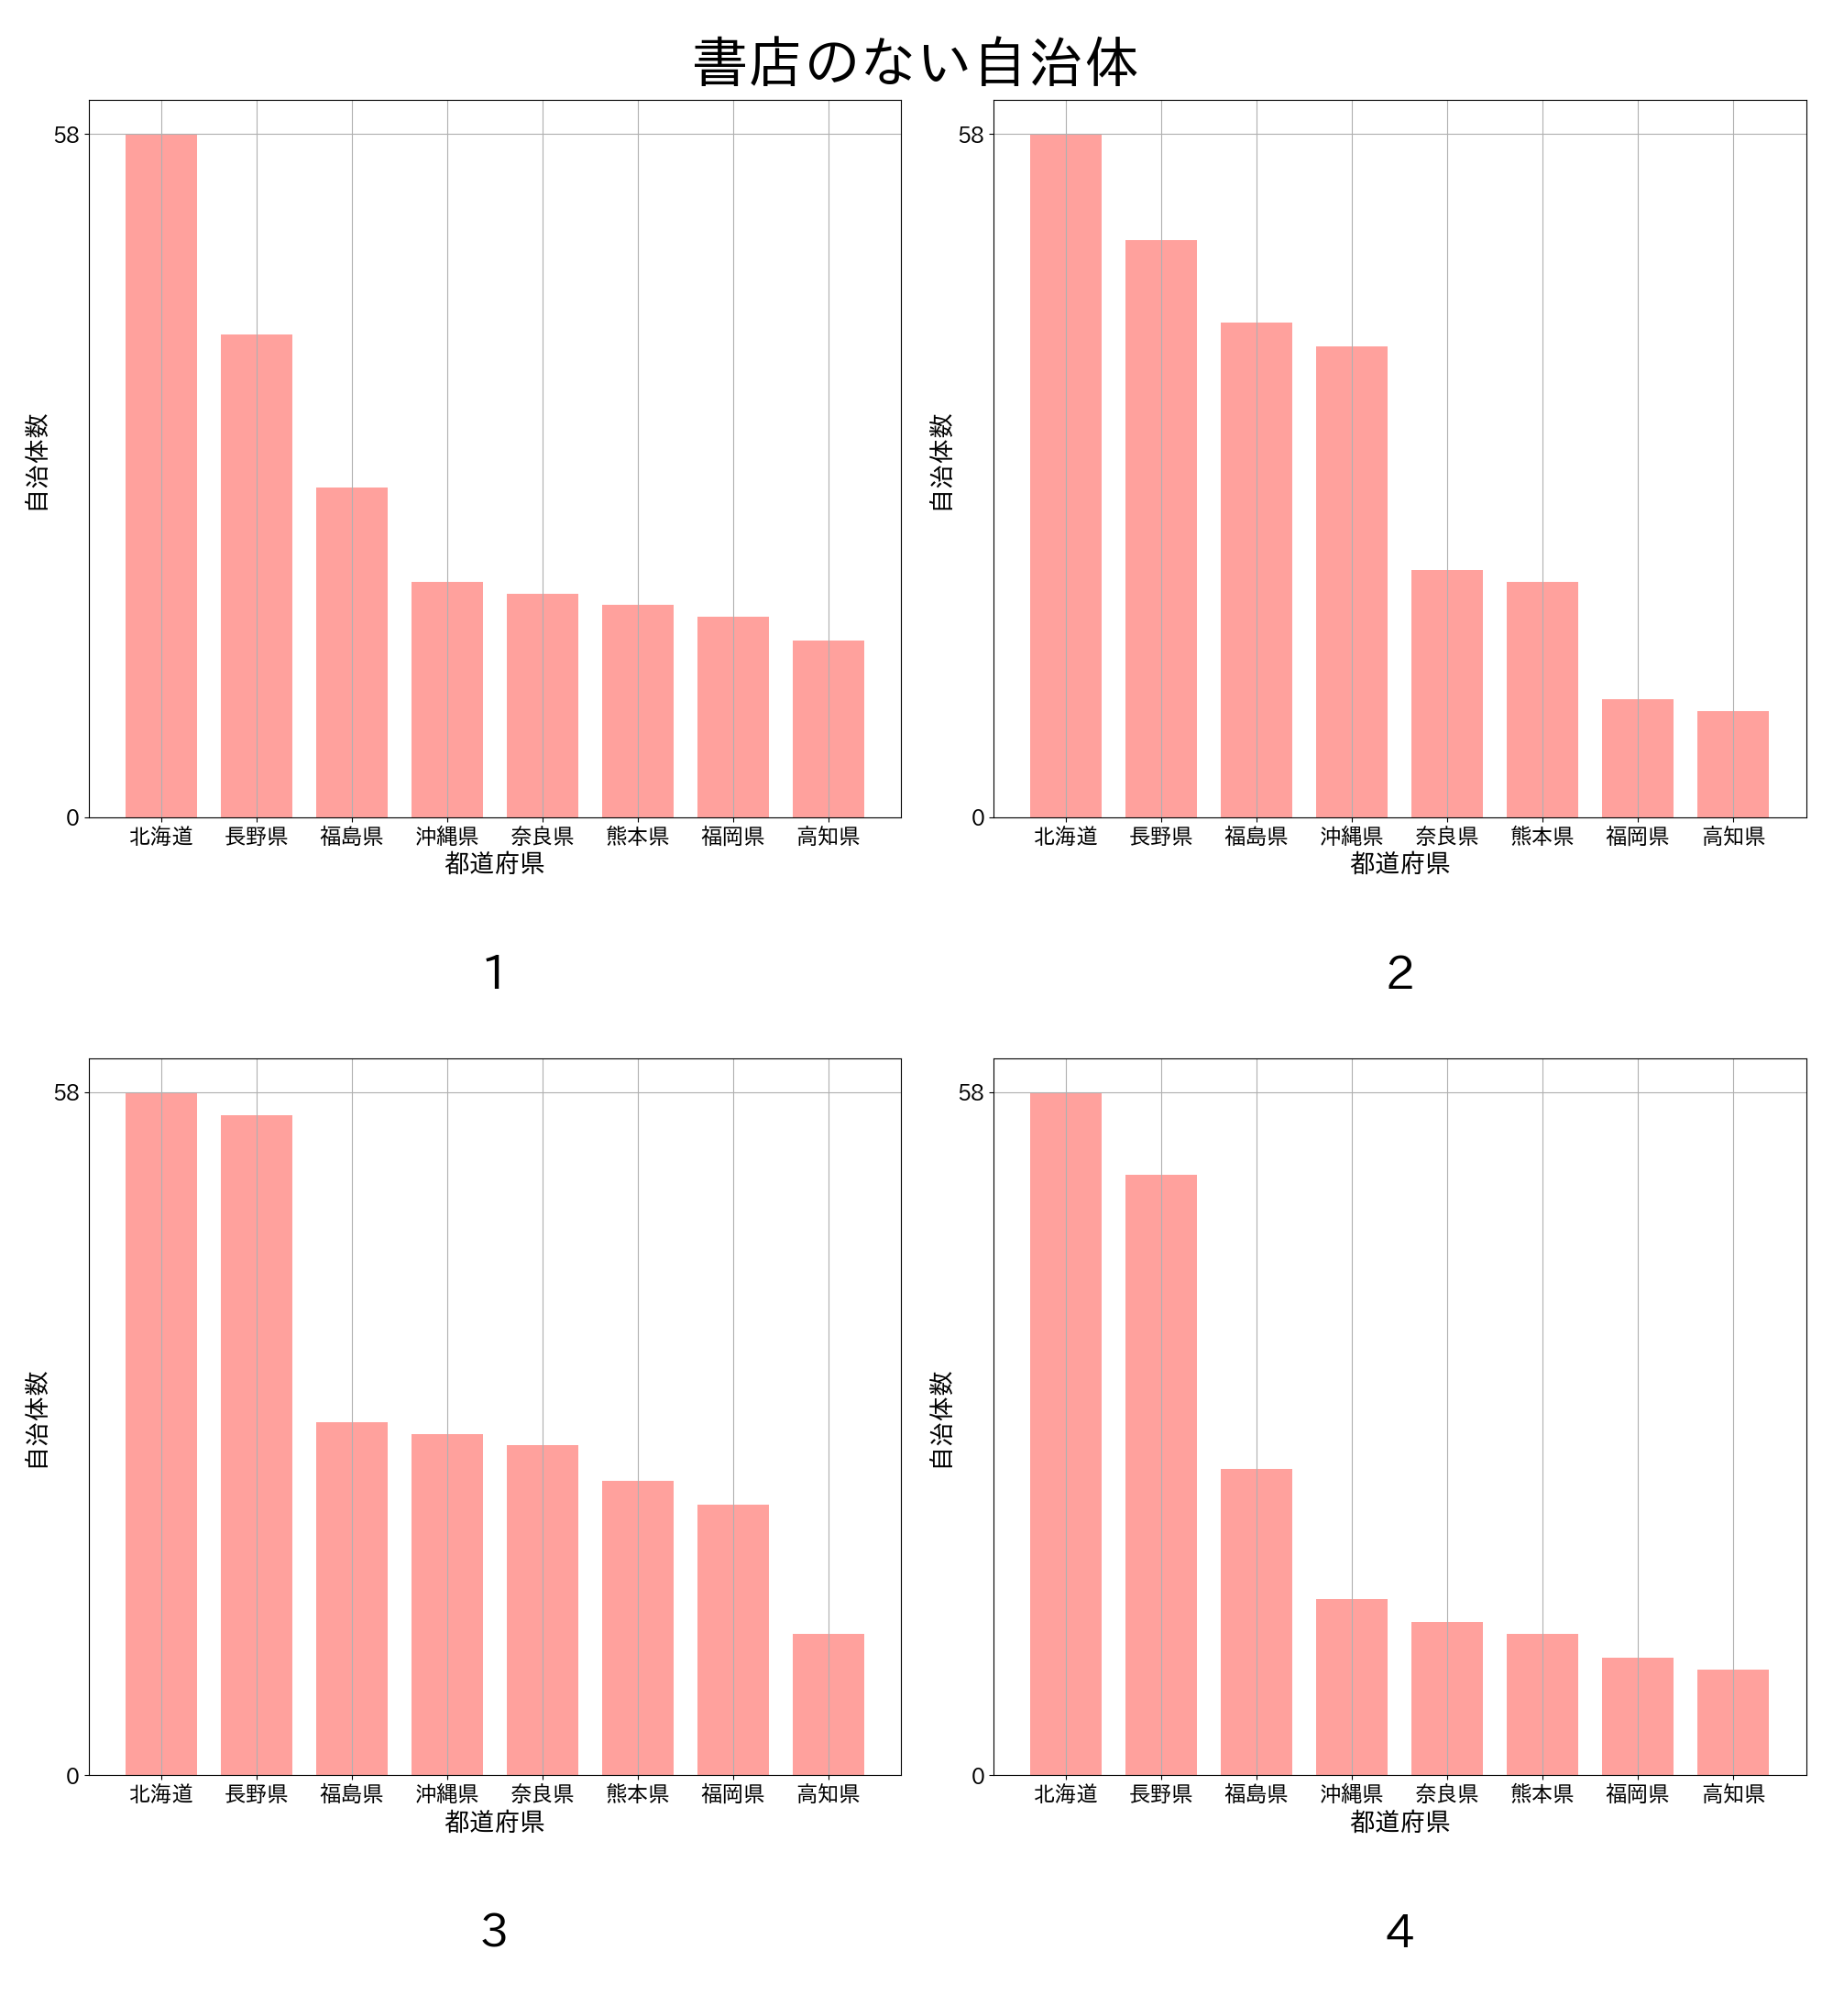 書店のない自治体
58
0
自治体数
北海道 長野県 福島県 沖縄県 奈良県 熊本県 福岡県 高知県
都道府県
1
58
0
自治体数
北海道 長野県 福島県 沖縄県 奈良県 熊本県 福岡県 高知県
都道府県
2
58
0
自治体数
北海道 長野県 福島県 沖縄県 奈良県 熊本県 福岡県 高知県
都道府県
3
58
0
自治体数
北海道 長野県 福島県 沖縄県 奈良県 熊本県 福岡県 高知県
都道府県
4